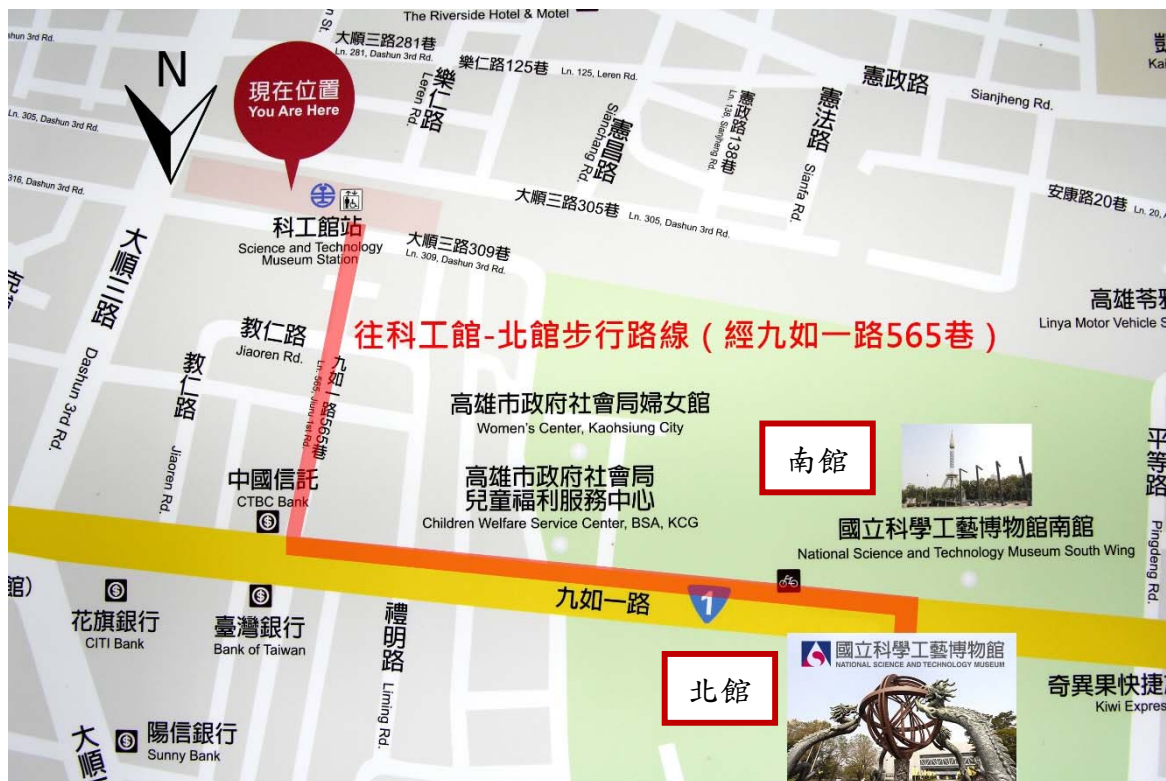 The Riverside Hotel & Motel
大順三路281巷
Ln. 281, Dashun 3rd Rd.
樂仁路125巷 Ln. 125, Leren Rd.
憲政路
Sianjheng Rd.
N
現在位置
You Are Here
樂仁路
Leren Rd.
憲昌路
Sianchang Rd.
憲政路138巷
Ln. 138, Sianjheng Rd.
憲法路
Sianfa Rd.
Ln. 305, Dashun 3rd Rd.
316, Dashun 3rd Rd.
大順三路305巷 Ln. 305, Dashun 3rd Rd.
安康路20巷 Ln. 20,
科工館站
Science and Technology
Museum Station
大順三路309巷
Ln. 309, Dashun 3rd Rd.
大順三路
Dashun 3rd Rd.
高雄苓雅
Linya Motor Vehicle S
往科工館-北館步行路線（經九如一路565巷）
教仁路
Jiaoren Rd.
教仁路
Jiaoren Rd.
九如一路565巷
Ln. 565, Jiuru 1st Rd.
高雄市政府社會局婦女館
Women's Center, Kaohsiung City
南館
平等路
Pingdeng Rd.
中國信託
CTBC Bank
高雄市政府社會局
兒童福利服務中心
Children Welfare Service Center, BSA, KCG
國立科學工藝博物館南館
National Science and Technology Museum South Wing
館)
花旗銀行
CITI Bank
臺灣銀行
Bank of Taiwan
禮明路
Liming Rd.
九如一路
1
國立科學工藝博物館
NATIONAL SCIENCE AND TECHNOLOGY MUSEUM
北館
奇異果快捷
Kiwi Expres
陽信銀行
Sunny Bank
大順